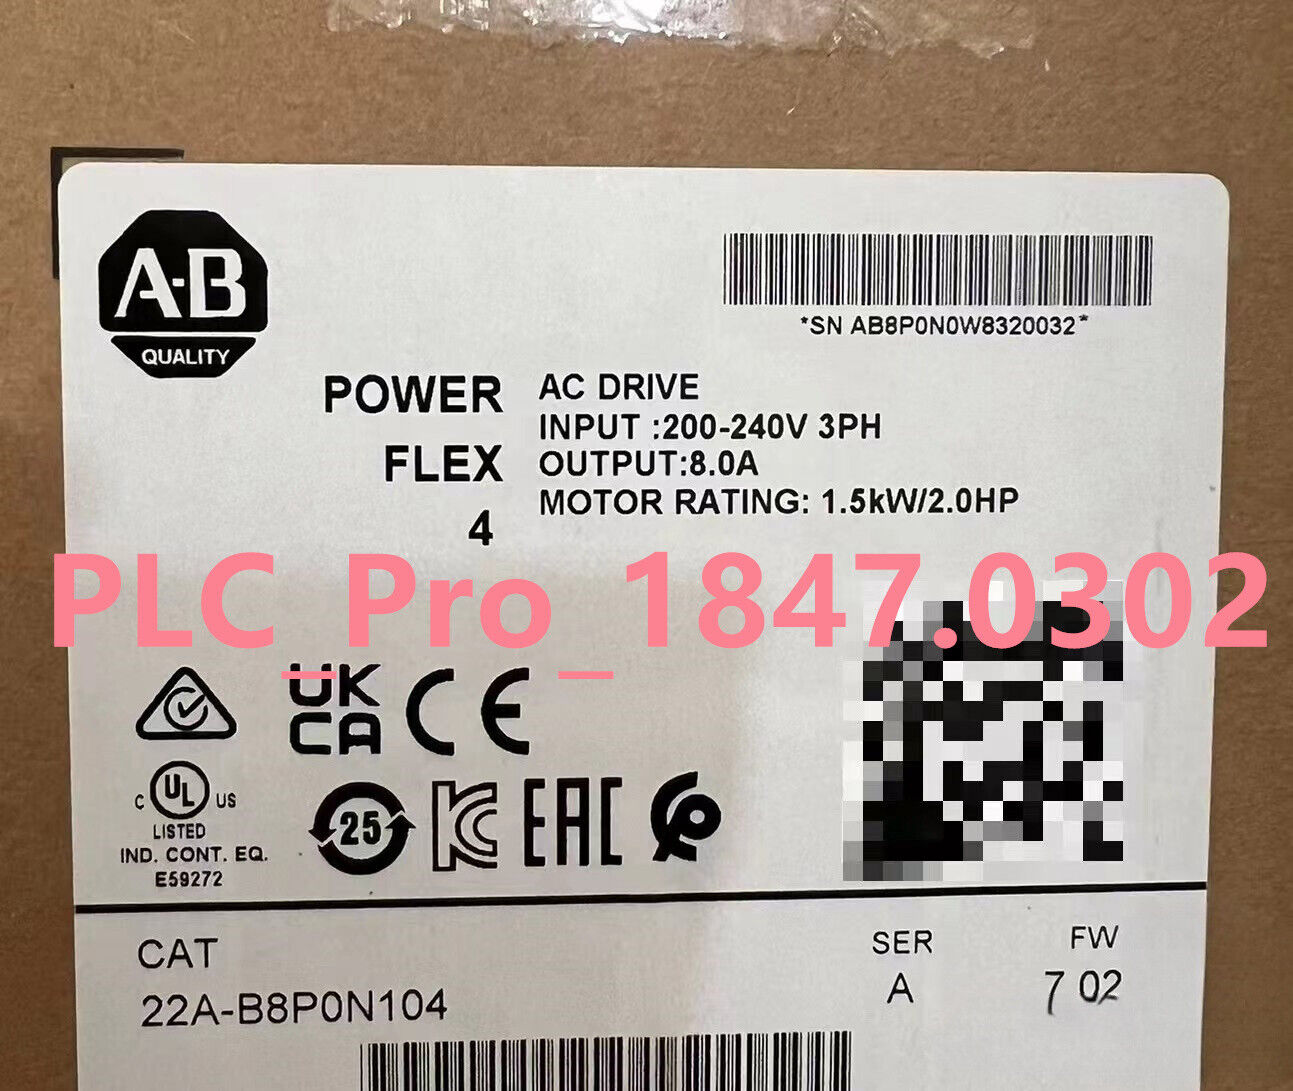 A-B
QUALITY
*SN AB8P0N0W8320032*
POWER
FLEX
4
AC DRIVE
INPUT :200-240V 3PH
OUTPUT:8.0A
MOTOR RATING: 1.5kW/2.0HP
PLC_Pro_1847.0302
UK
CA
CE
C UL US
LISTED
IND. CONT. EQ.
E59272
25
KC
EAC
CAT
22A-B8P0N104
SER
A
FW
7 02